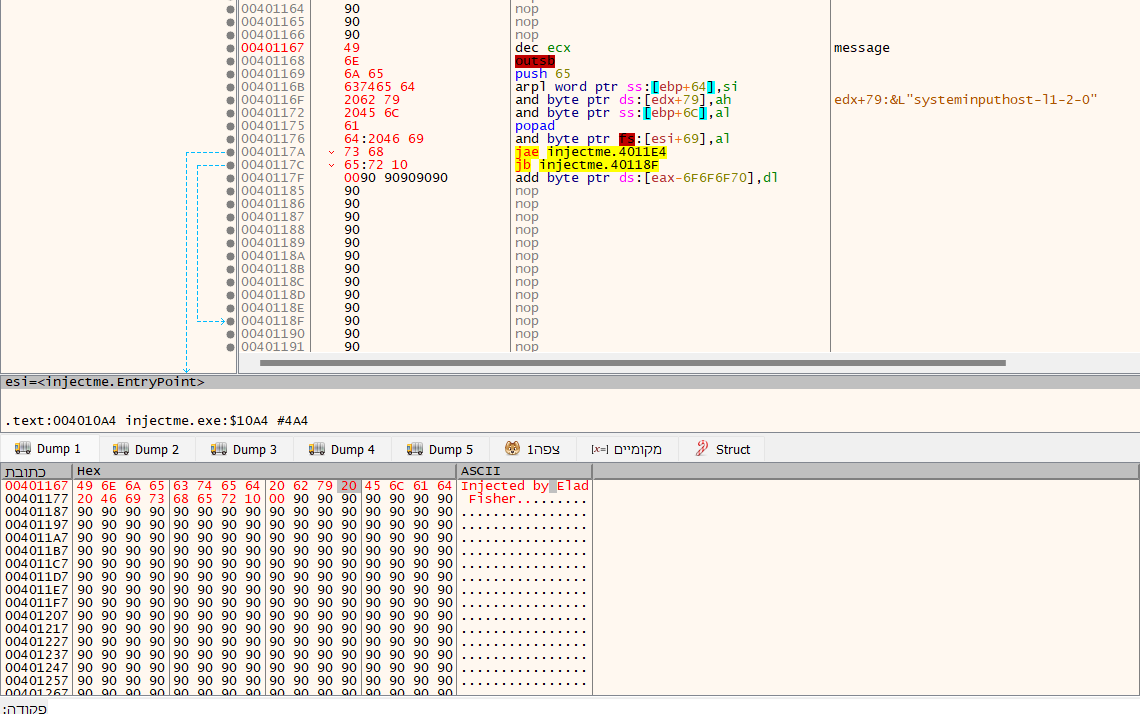 00401164 90 nop
00401165 90 nop
00401166 90 nop
00401167 49 dec ecx message
00401168 6E outsb
00401169 6A 65 push 65
0040116B 637465 64 arpl word ptr ss:[ebp+64],si
0040116F 2062 79 and byte ptr ds:[edx+79],ah edx+79:&L"systeminputhost-l1-2-0"
00401172 2045 6C and byte ptr ss:[ebp+6C],al
00401175 61 popad
00401176 64:2046 69 and byte ptr fs:[esi+69],al
0040117A 73 68 jae injectme.4011E4
0040117C 65:72 10 jb injectme.40118F
0040117F 0090 90909090 add byte ptr ds:[eax-6F6F6F70],dl
00401185 90 nop
00401186 90 nop
00401187 90 nop
00401188 90 nop
00401189 90 nop
0040118A 90 nop
0040118B 90 nop
0040118C 90 nop
0040118D 90 nop
0040118E 90 nop
0040118F 90 nop
00401190 90 nop
00401191 90 nop
esi=<injectme.EntryPoint>
.text:004010A4 injectme.exe:$10A4 #4A4
Dump 1 Dump 2 Dump 3 Dump 4 Dump 5 צפה1 [x=] מקומיים Struct
כתובת Hex ASCII
00401167 49 6E 6A 65 63 74 65 64 20 62 79 20 45 6C 61 64 Injected by Elad
00401177 20 46 69 73 68 65 72 10 00 90 90 90 90 90 90 90  Fisher.........
00401187 90 90 90 90 90 90 90 90 90 90 90 90 90 90 90 90 ................
00401197 90 90 90 90 90 90 90 90 90 90 90 90 90 90 90 90 ................
004011A7 90 90 90 90 90 90 90 90 90 90 90 90 90 90 90 90 ................
004011B7 90 90 90 90 90 90 90 90 90 90 90 90 90 90 90 90 ................
004011C7 90 90 90 90 90 90 90 90 90 90 90 90 90 90 90 90 ................
004011D7 90 90 90 90 90 90 90 90 90 90 90 90 90 90 90 90 ................
004011E7 90 90 90 90 90 90 90 90 90 90 90 90 90 90 90 90 ................
004011F7 90 90 90 90 90 90 90 90 90 90 90 90 90 90 90 90 ................
00401207 90 90 90 90 90 90 90 90 90 90 90 90 90 90 90 90 ................
00401217 90 90 90 90 90 90 90 90 90 90 90 90 90 90 90 90 ................
00401227 90 90 90 90 90 90 90 90 90 90 90 90 90 90 90 90 ................
00401237 90 90 90 90 90 90 90 90 90 90 90 90 90 90 90 90 ................
00401247 90 90 90 90 90 90 90 90 90 90 90 90 90 90 90 90 ................
00401257 90 90 90 90 90 90 90 90 90 90 90 90 90 90 90 90 ................
00401267 90 90 90 90 90 90 90 90 90 90 90 90 90 90 90 90 ................
פקודה: